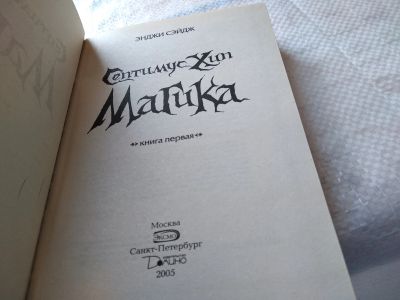 ЭНДЖИ СЭЙДЖ
Септимус Хип
МАГИКА
книга первая
Москва
ЭКСМО
Санкт-Петербург
Домино
2005